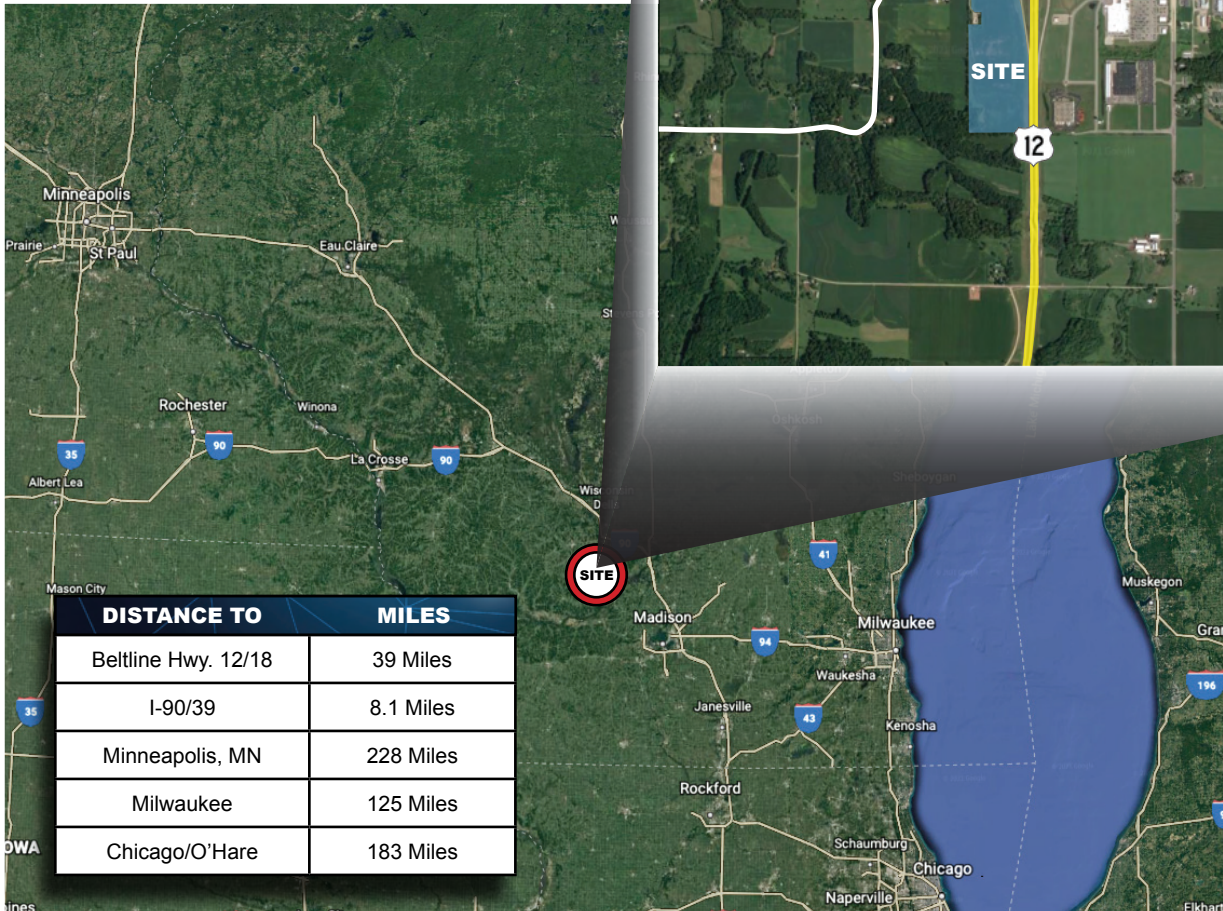 SITE
12
Minneapolis
Prairie
St Paul
Eau Claire
Rochester
Winona
90
35
La Crosse
90
Albert Lea
Oshkosh
Sheboygan
41
SITE
Mason City
Muskegon
Madison
Milwaukee
94
Waukesha
196
35
Janesville
43
Kenosha
Rockford
Schaumburg
Chicago
Naperville
Elkhart
DISTANCE TO MILES
Beltline Hwy. 12/18 39 Miles
I-90/39 8.1 Miles
Minneapolis, MN 228 Miles
Milwaukee 125 Miles
Chicago/O'Hare 183 Miles